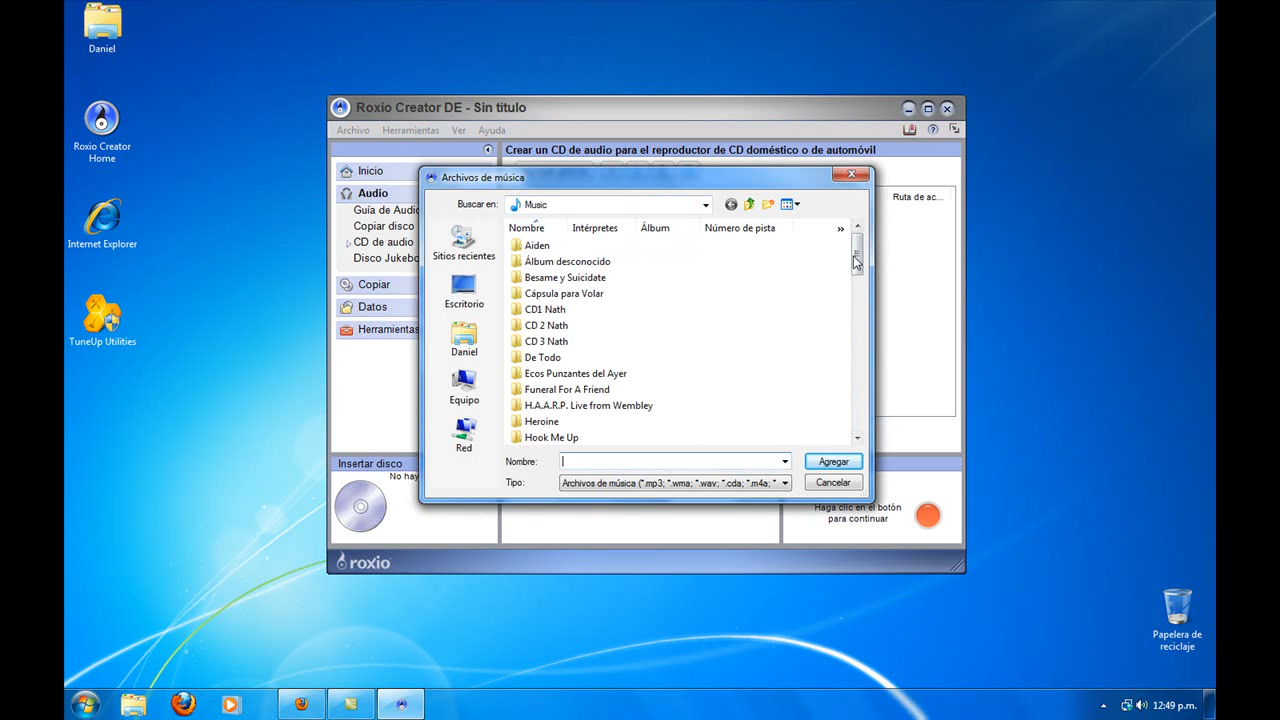 Daniel
Roxio Creator
Home
Internet Explorer
TuneUp Utilities
Roxio Creator DE - Sin titulo
Archivo Herramientas Ver Ayuda
Crear un CD de audio para el reproductor de CD doméstico o de automóvil
Inicio
Audio
Guía de Audio
Copiar disco
CD de audio
Disco Jukebo
Copiar
Datos
Herramientas
Ruta de ac...
Archivos de música
Buscar en: Music
Nombre Intérpretes Álbum Número de pista »
Sitios recientes
Escritorio
Daniel
Equipo
Red
Aiden
Álbum desconocido
Besame y Suicidate
Cápsula para Volar
CD1 Nath
CD 2 Nath
CD 3 Nath
De Todo
Ecos Punzantes del Ayer
Funeral For A Friend
H.A.A.R.P. Live from Wembley
Heroine
Hook Me Up
Nombre: Agregar
Tipo: Archivos de música (*.mp3; *.wma; *.wav; *.cda; *.m4a; * Cancelar
Insertar disco
No hay
Haga clic en el botón
para continuar
roxio
Papelera de
reciclaje
12:49 p.m.